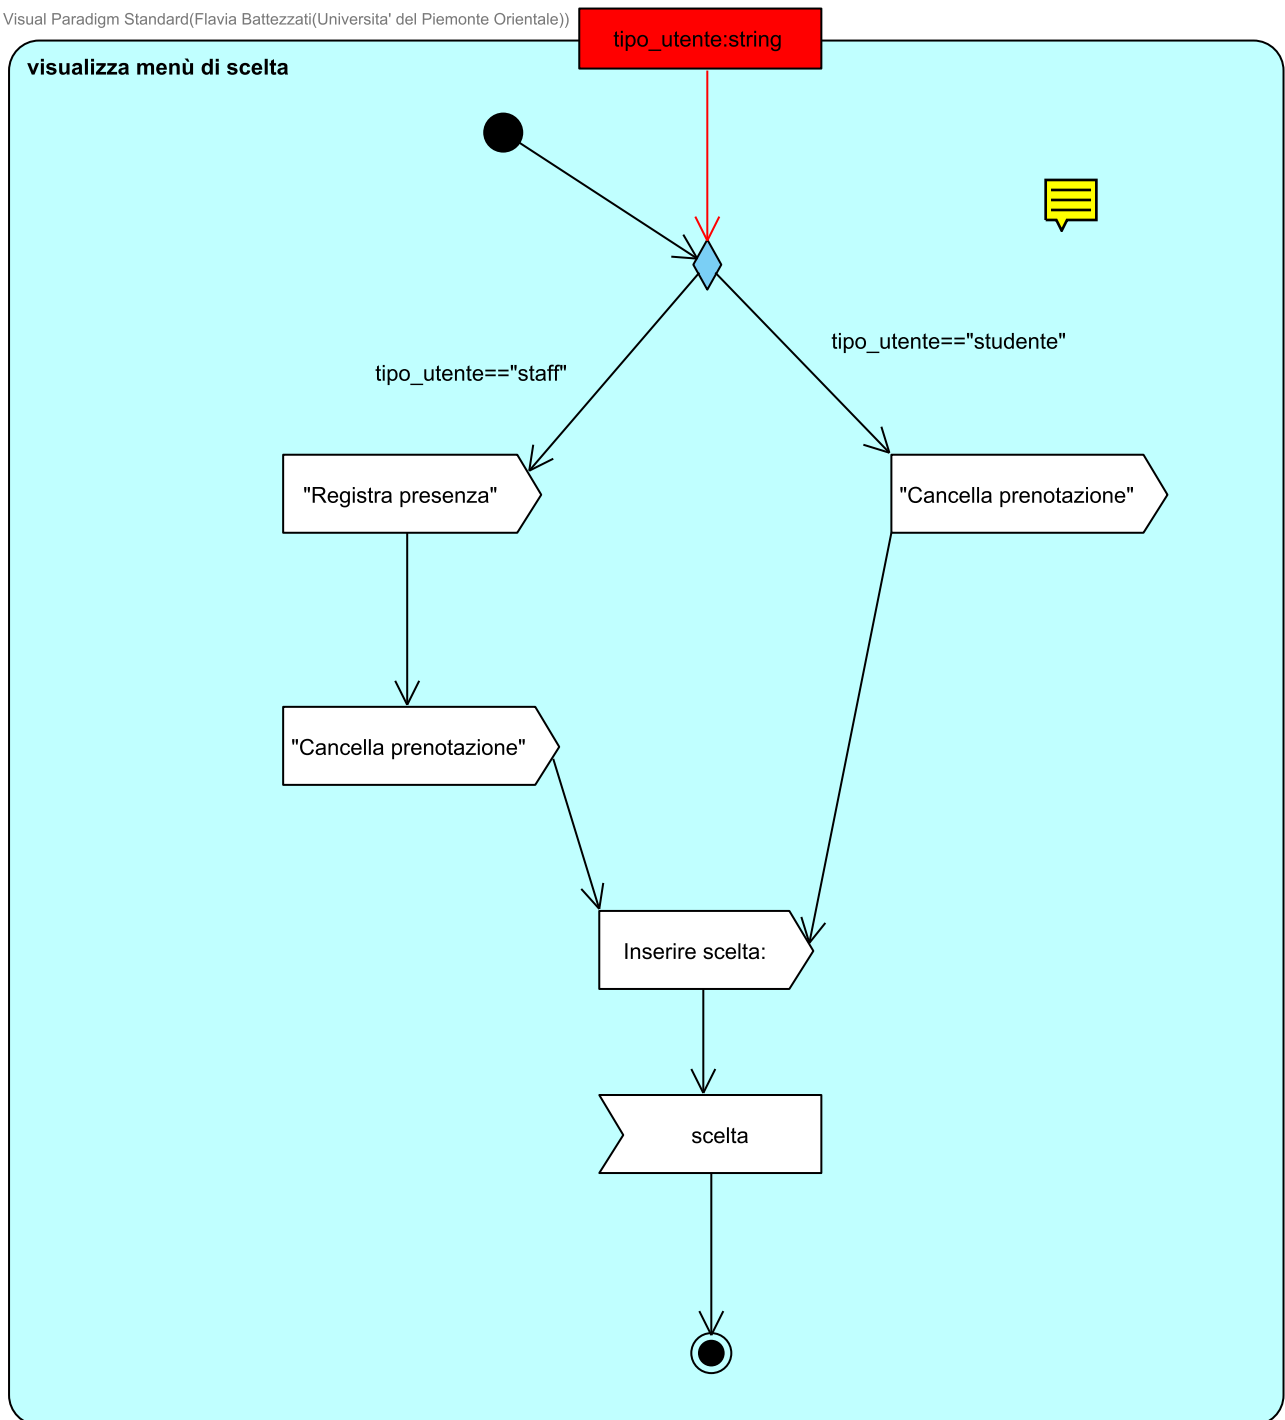 Visual Paradigm Standard(Flavia Battezzati(Universita' del Piemonte Orientale))
tipo_utente:string
visualizza menù di scelta
tipo_utente=="studente"
tipo_utente=="staff"
"Registra presenza"
"Cancella prenotazione"
"Cancella prenotazione"
Inserire scelta:
scelta